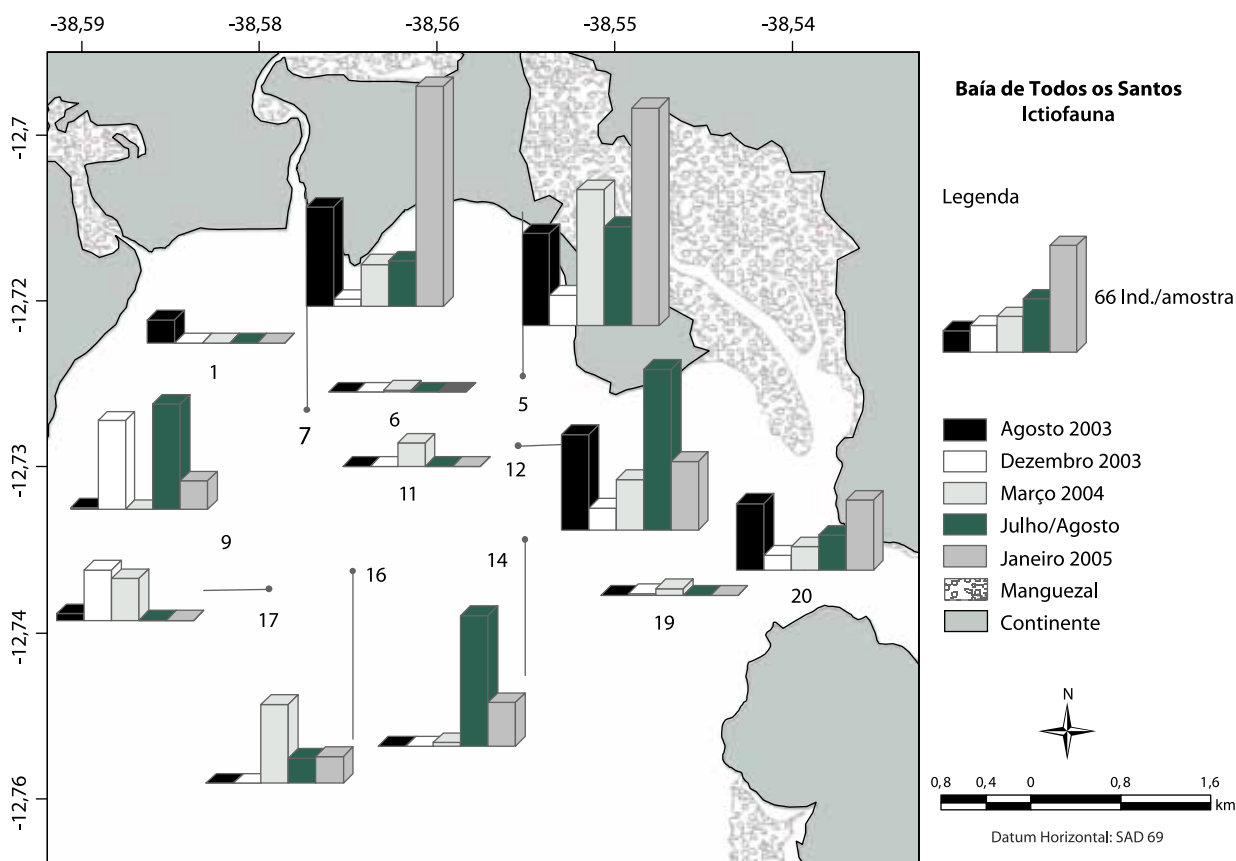 -38,59 -38,58 -38,56 -38,55 -38,54
-12,7
-12,72
-12,73
-12,74
-12,76
1
7
6
5
11
12
9
14
16
17
19
20
Baía de Todos os Santos
Ictiofauna
Legenda
66 Ind./amostra
Agosto 2003
Dezembro 2003
Março 2004
Julho/Agosto
Janeiro 2005
Manguezal
Continente
N
0,8 0,4 0 0,8 1,6
km
Datum Horizontal: SAD 69